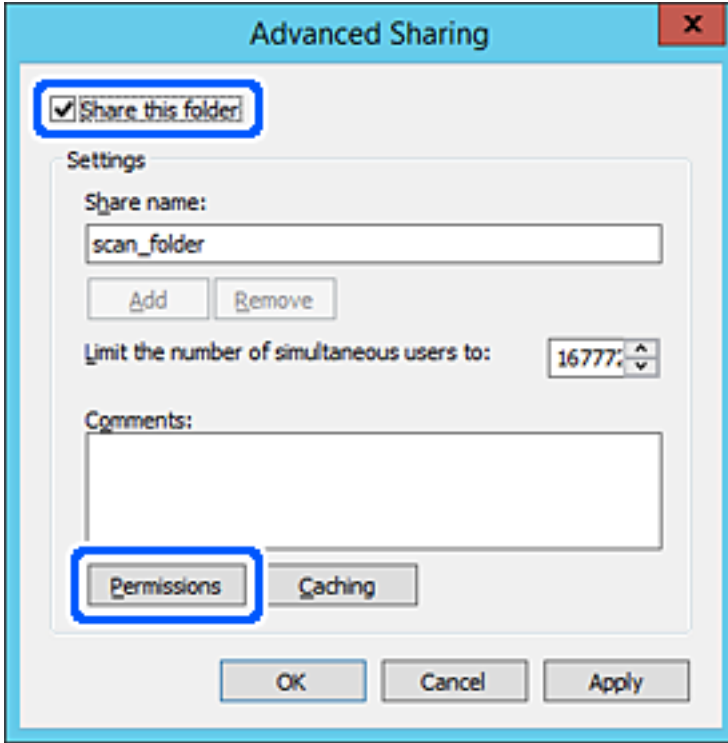 Advanced Sharing
x
Share this folder
Settings
Share name:
scan_folder
Add Remove
Limit the number of simultaneous users to: 16777
Comments:
Permissions Caching
OK Cancel Apply